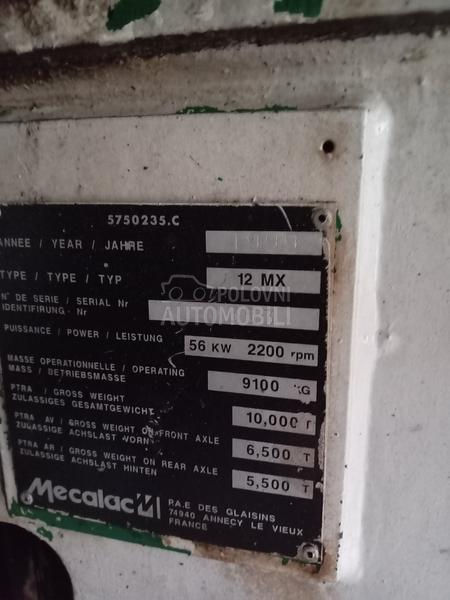 5750235.C
ANNEE / YEAR / JAHRE
TYPE / TYPE / TYP 12 MX
N° DE SERIE / SERIAL Nr
IDENTIFIRUNG - Nr
POLOVNI
AUTOMOBILI
PUISSANCE / POWER / LEISTUNG 56 KW 2200 rpm
MASSE OPERATIONNELLE / OPERATING
MASS / BETRIEBSMASSE 9100 KG
PTRA / GROSS WEIGHT
ZULASSIGES GESAMTGEWICHT 10,000 T
PTRA AV / GROSS WEIGHT ON FRONT AXLE
ZULASSIGE ACHSLAST VORN 6,500 T
PTRA AR / GROSS WEIGHT ON REAR AXLE
ZULASSIGE ACHSLAST HINTEN 5,500 T
Mecalac
P.A.E DES GLAISINS
74940 ANNECY LE VIEUX
FRANCE